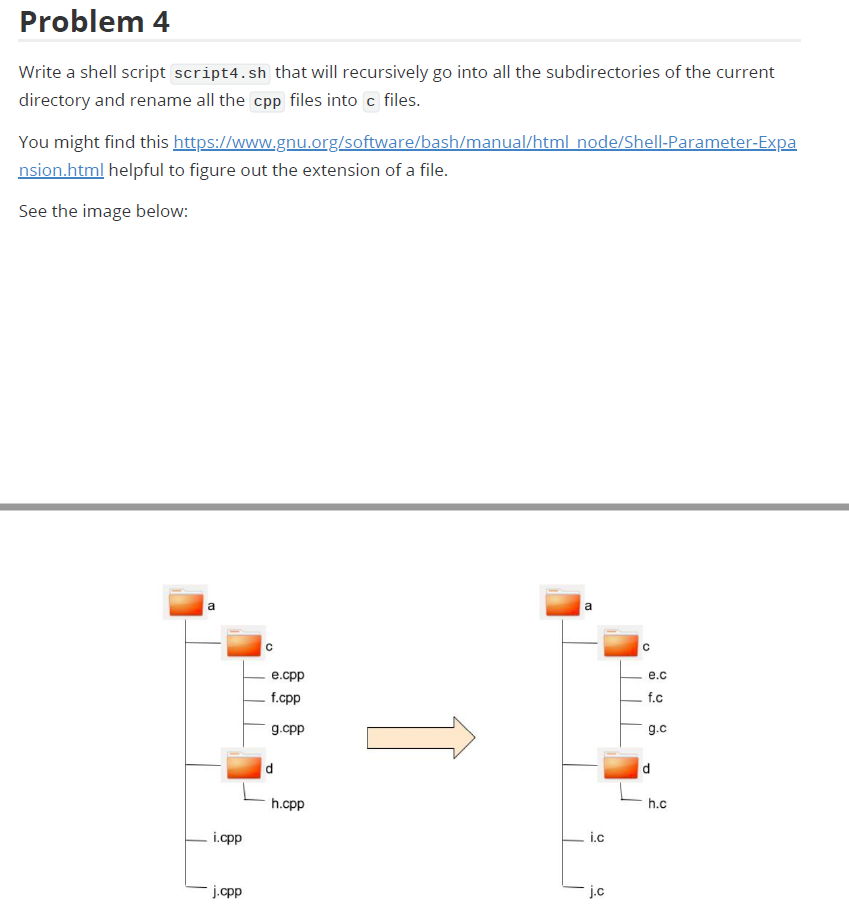 Problem 4
Write a shell script script4.sh that will recursively go into all the subdirectories of the current
directory and rename all the cpp files into c files.
You might find this https://www.gnu.org/software/bash/manual/html_node/Shell-Parameter-Expa
nsion.html helpful to figure out the extension of a file.
See the image below:
a
c
e.cpp
f.cpp
g.cpp
d
h.cpp
i.cpp
j.cpp
a
c
e.c
f.c
g.c
d
h.c
i.c
j.c